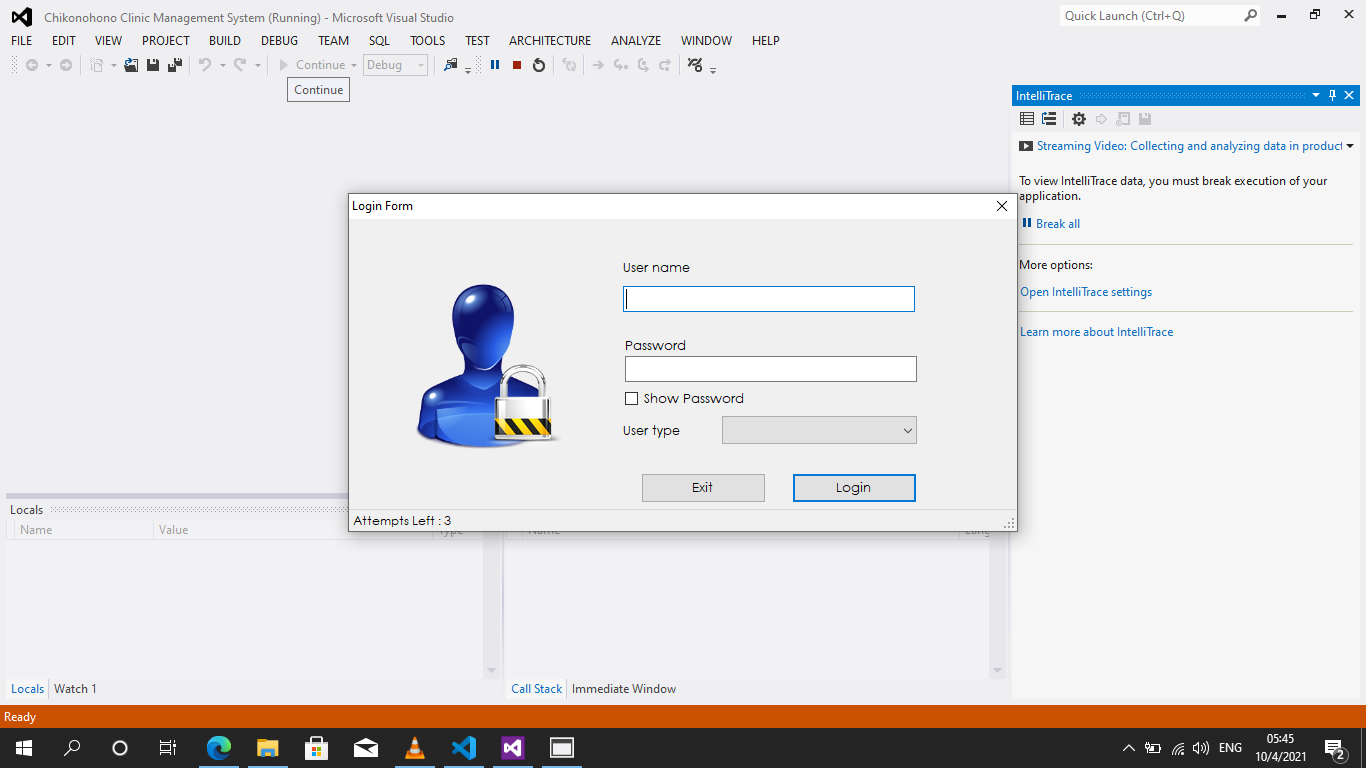 Chikonohono Clinic Management System (Running) - Microsoft Visual Studio
Quick Launch (Ctrl+Q)
FILE EDIT VIEW PROJECT BUILD DEBUG TEAM SQL TOOLS TEST ARCHITECTURE ANALYZE WINDOW HELP
Continue Debug
Continue
IntelliTrace
Streaming Video: Collecting and analyzing data in product
To view IntelliTrace data, you must break execution of your
application.
Break all
More options:
Open IntelliTrace settings
Learn more about IntelliTrace
Login Form
User name
Password
Show Password
User type
Exit Login
Attempts Left : 3
Locals
Name Value Type
Name Lang
Locals Watch 1
Call Stack Immediate Window
Ready
ENG
05:45
10/4/2021
2